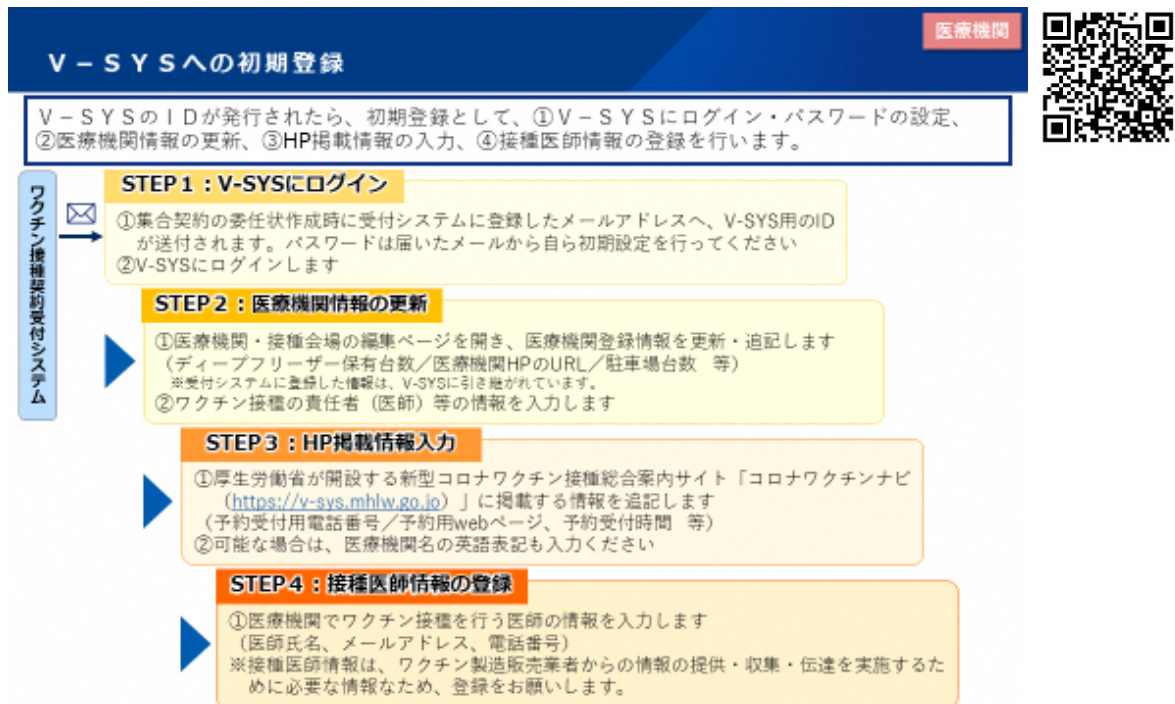 医療機関
V－SYSへの初期登録
V－SYSのIDが発行されたら、初期登録として、①V－SYSにログイン・パスワードの設定、
②医療機関情報の更新、③HP掲載情報の入力、④接種医師情報の登録を行います。
ワクチン接種契約受付システム
STEP1：V-SYSにログイン
①集合契約の委任状作成時に受付システムに登録したメールアドレスへ、V-SYS用のID
が送付されます。パスワードは届いたメールから自ら初期設定を行ってください
②V-SYSにログインします
STEP2：医療機関情報の更新
①医療機関・接種会場の編集ページを開き、医療機関登録情報を更新・追記します
（ディープフリーザー保有台数／医療機関HPのURL／駐車場台数　等）
※受付システムに登録した情報は、V-SYSに引き継がれています。
②ワクチン接種の責任者（医師）等の情報を入力します
STEP3：HP掲載情報入力
①厚生労働省が開設する新型コロナワクチン接種総合案内サイト「コロナワクチンナビ
（https://v-sys.mhlw.go.jp）」に掲載する情報を追記します
（予約受付用電話番号／予約用webページ、予約受付時間　等）
②可能な場合は、医療機関名の英語表記も入力ください
STEP4：接種医師情報の登録
①医療機関でワクチン接種を行う医師の情報を入力します
（医師氏名、メールアドレス、電話番号）
※接種医師情報は、ワクチン製造販売業者からの情報の提供・収集・伝達を実施するた
めに必要な情報なため、登録をお願いします。